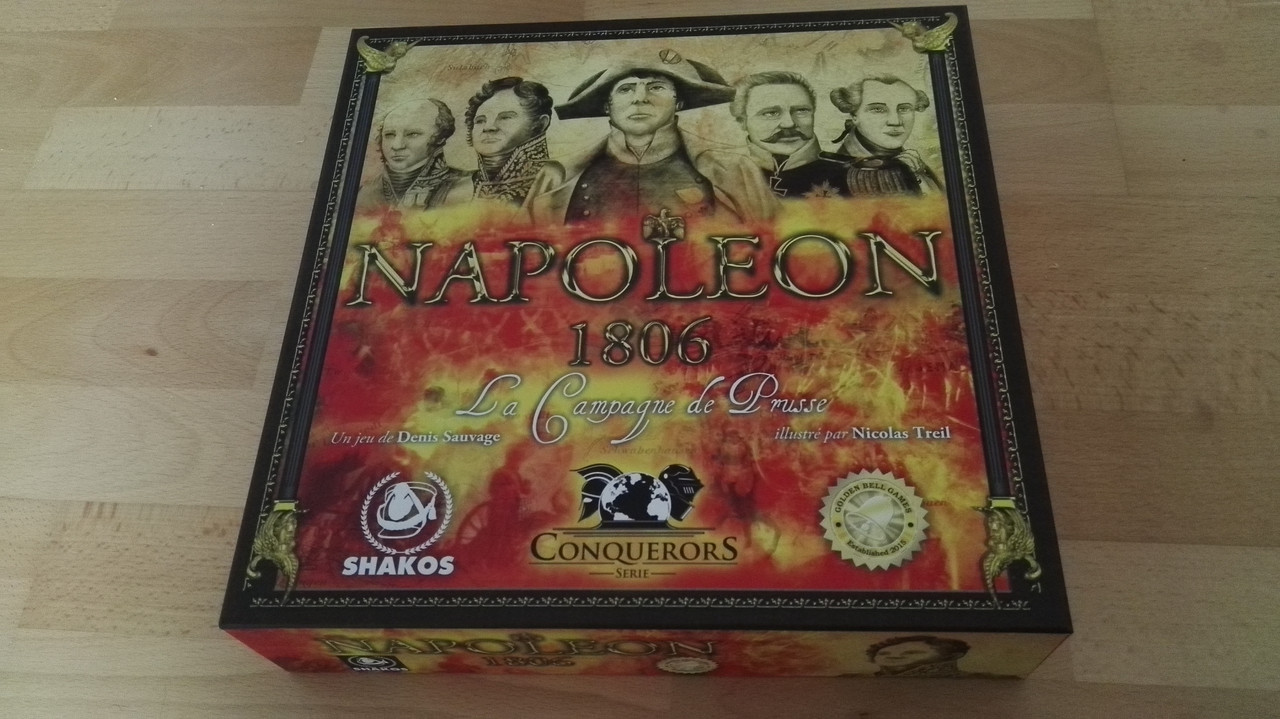 NAPOLEON
1806
La Campagne de Prusse
Un jeu de Denis Sauvage
illustré par Nicolas Treil
SHAKOS
CONQUERORS
SERIE
GOLDEN BELL GAMES
Established 2015
NAPOLEON
1806
SHAKOS